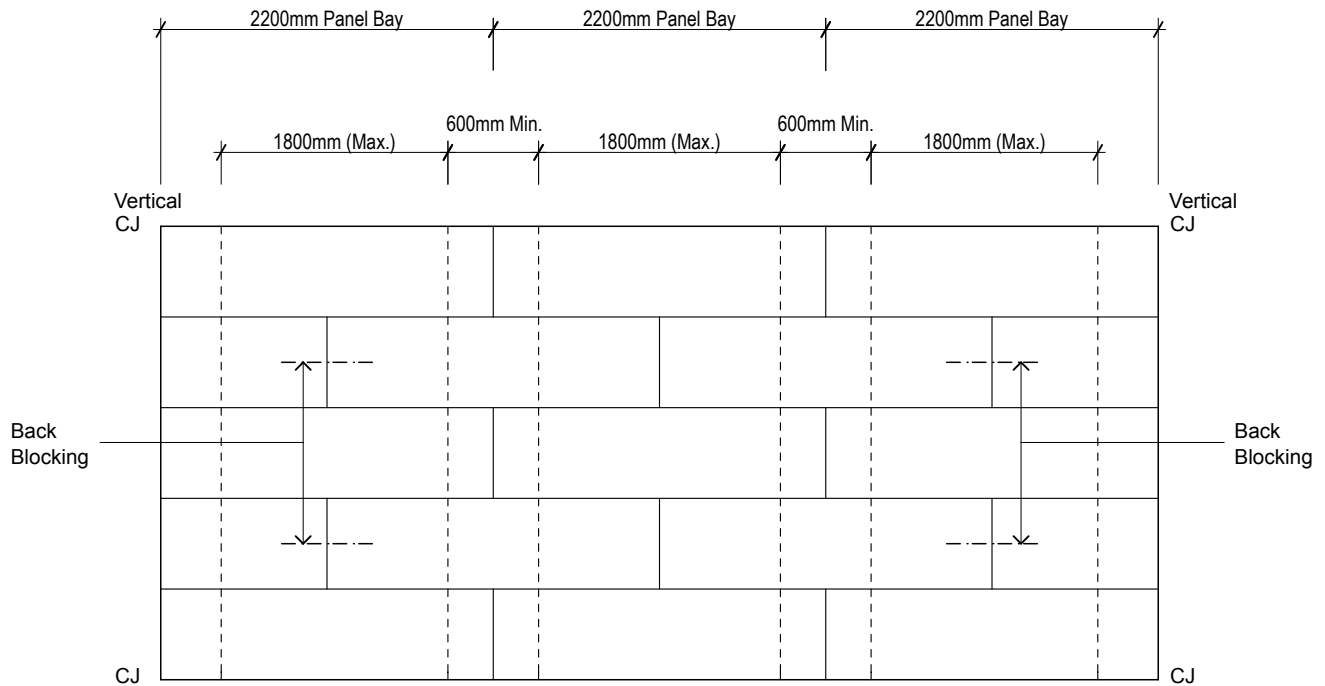 2200mm Panel Bay
2200mm Panel Bay
2200mm Panel Bay
600mm Min.
600mm Min.
1800mm (Max.)
1800mm (Max.)
1800mm (Max.)
Vertical
CJ
Vertical
CJ
Back
Blocking
Back
Blocking
CJ
CJ